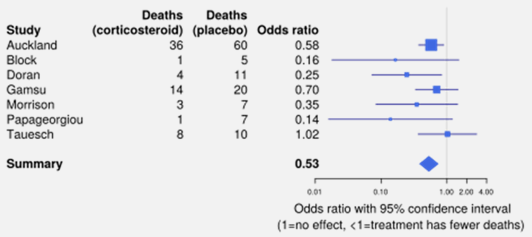 Deaths Deaths
Study (corticosteroid) (placebo) Odds ratio
Auckland 36 60 0.58
Block 1 5 0.16
Doran 4 11 0.25
Gamsu 14 20 0.70
Morrison 3 7 0.35
Papageorgiou 1 7 0.14
Tauesch 8 10 1.02
Summary 0.53
0.01 0.10 1.00 2.00 4.00
Odds ratio with 95% confidence interval
(1=no effect, <1=treatment has fewer deaths)